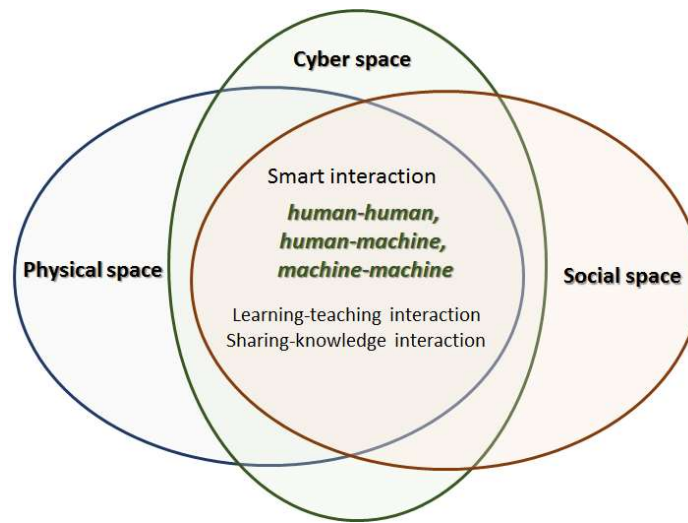 Cyber space
Smart interaction
human-human,
human-machine,
machine-machine
Physical space
Social space
Learning-teaching interaction
Sharing-knowledge interaction